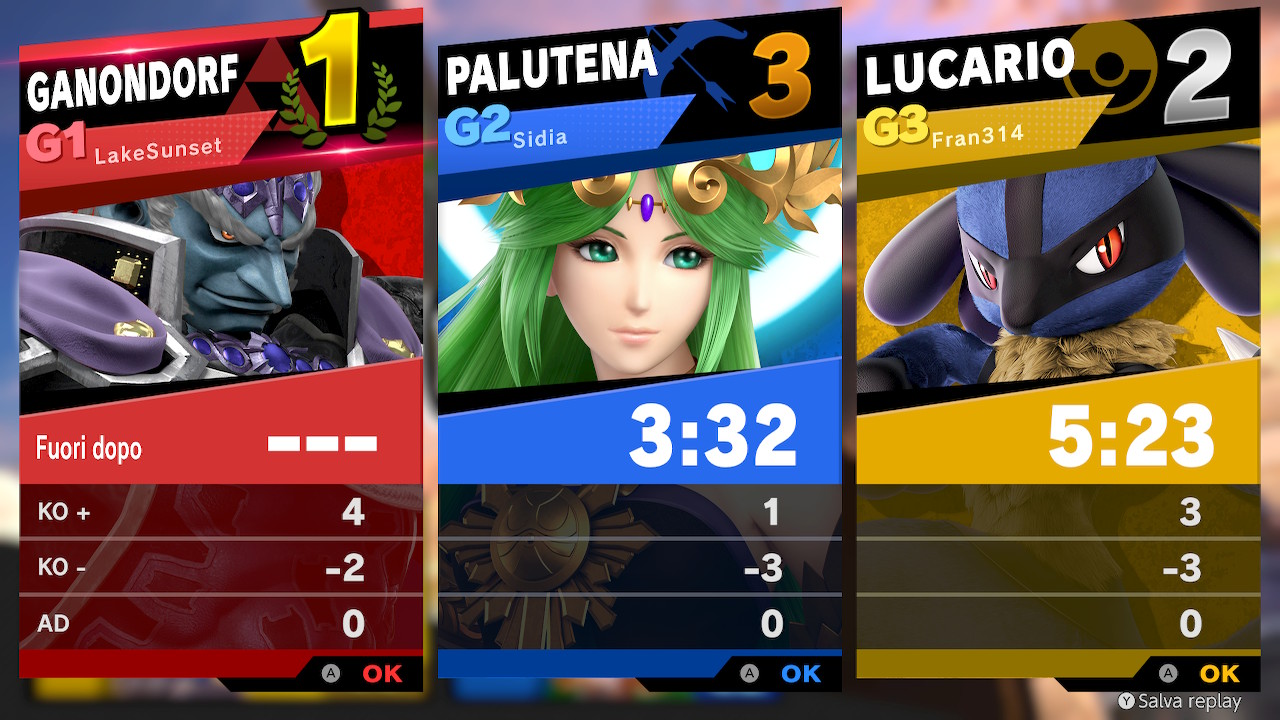 GANONDORF 1
G1 LakeSunset
Fuori dopo ---
KO + 4
KO - -2
AD 0
A OK
PALUTENA 3
G2 Sidia
3:32
1
-3
0
A OK
LUCARIO 2
G3 Fran314
5:23
3
-3
0
A OK
Y Salva replay